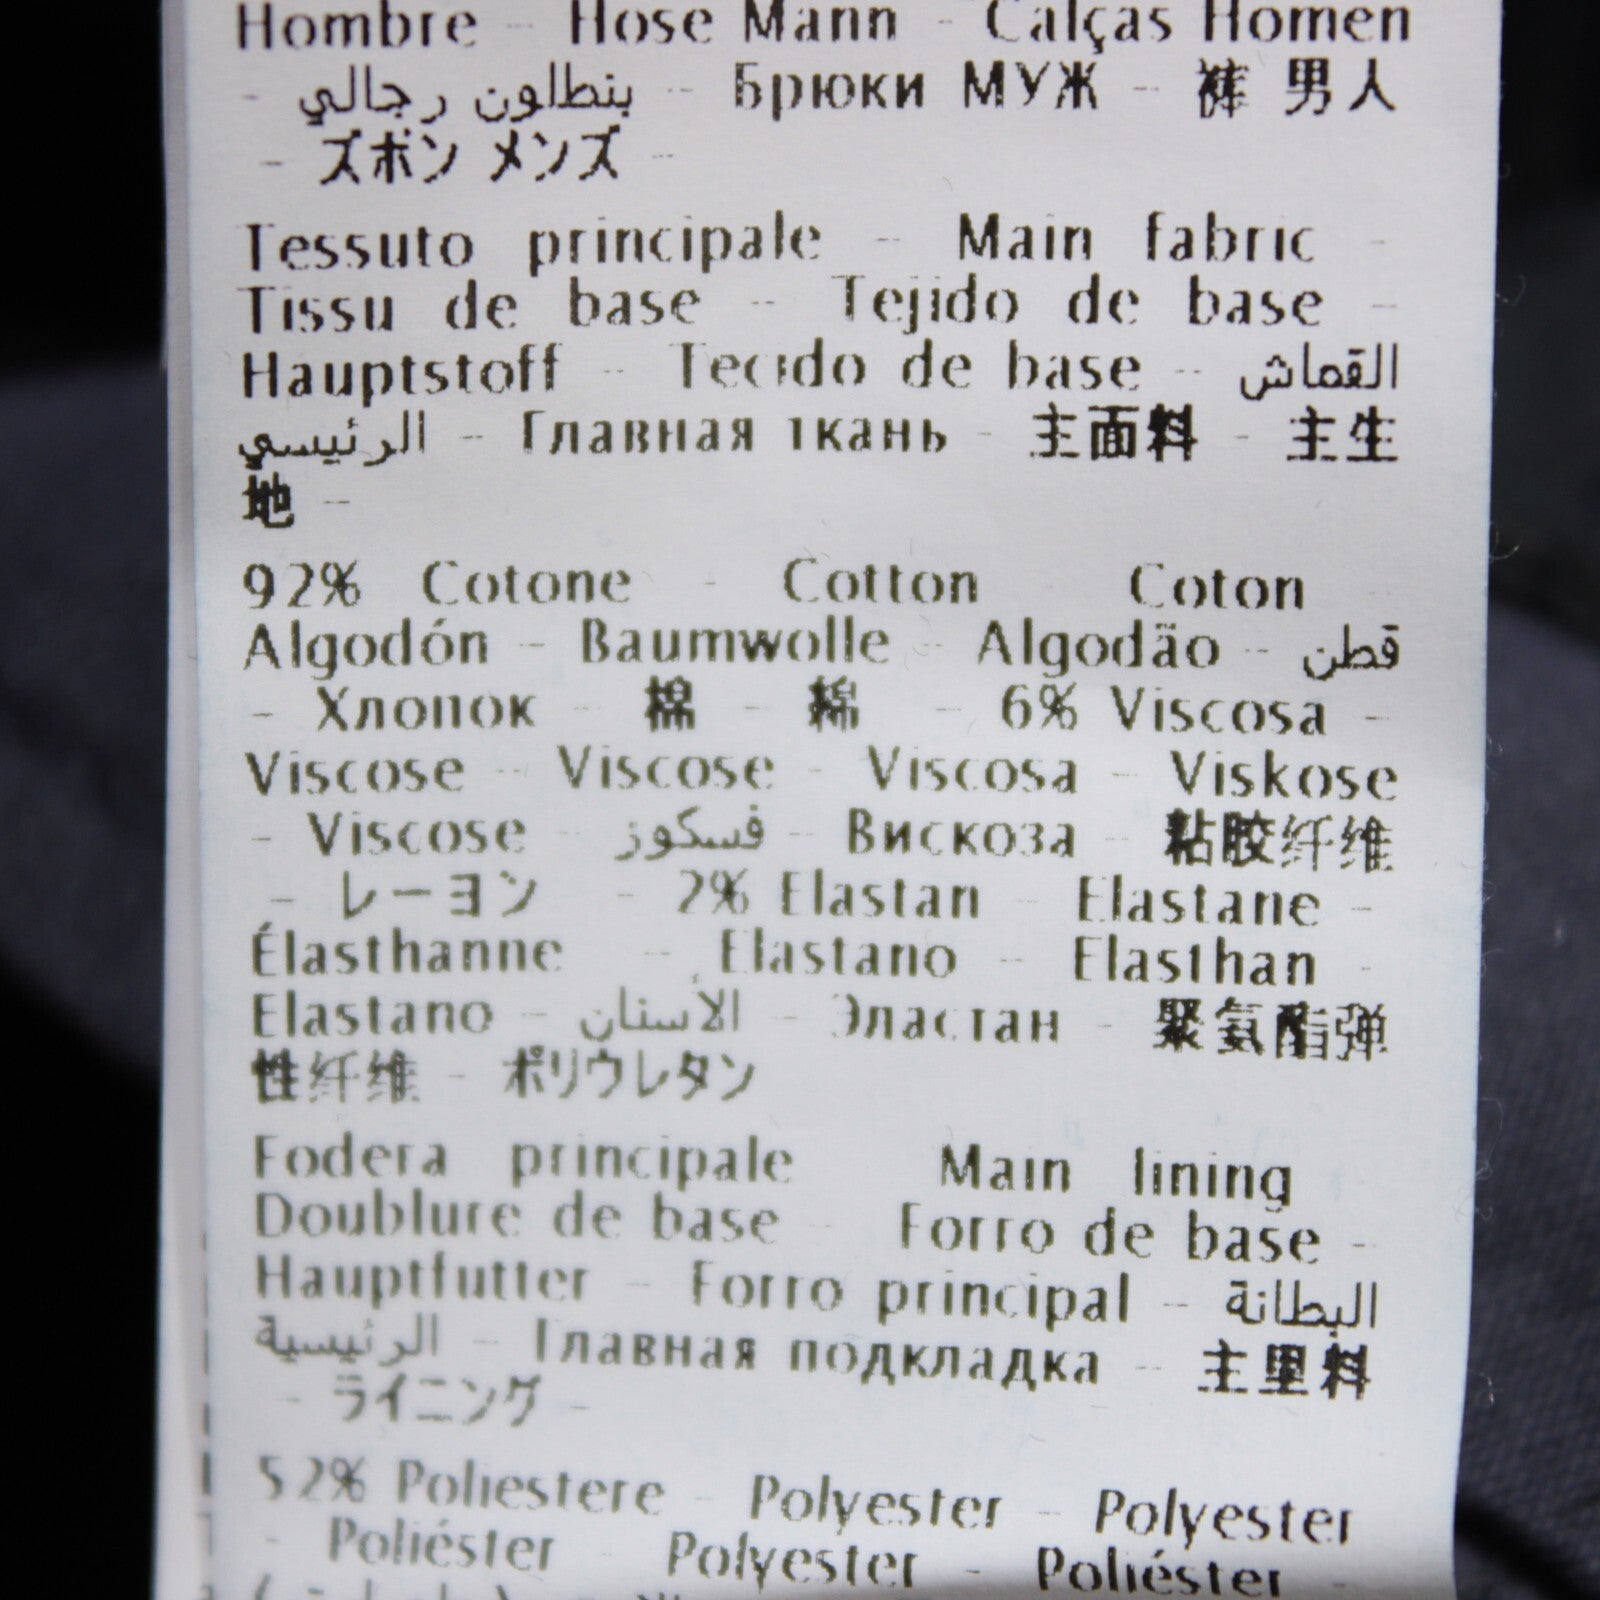 Hombre - Hose Mann - Calças Homen
- بنطلون رجالي - Брюки МУЖ - 裤 男人
- ズボン メンズ -
Tessuto principale - Main fabric -
Tissu de base - Tejido de base -
Hauptstoff - Tecido de base - القماش
الرئيسي - Главная ткань - 主面料 - 主生
地 -
92% Cotone - Cotton - Coton
Algodón - Baumwolle - Algodão - قطن
- Хлопок - 棉 - 綿 - 6% Viscosa -
Viscose - Viscose - Viscosa - Viskose
- Viscose - فسكوز - Вискоза - 粘胶纤维
- レーヨン - 2% Elastan - Elastane -
Élasthanne - Elastano - Elasthan -
Elastano - الأسنان - Эластан - 聚氨酯弹
性纤维 - ポリウレタン
Fodera principale - Main lining
Doublure de base - Forro de base -
Hauptfutter - Forro principal - البطانة
الرئيسية - Главная подкладка - 主里料
- ライニング -
52% Poliestere - Polyester - Polyester
- Poliéster - Polyester - Poliéster -